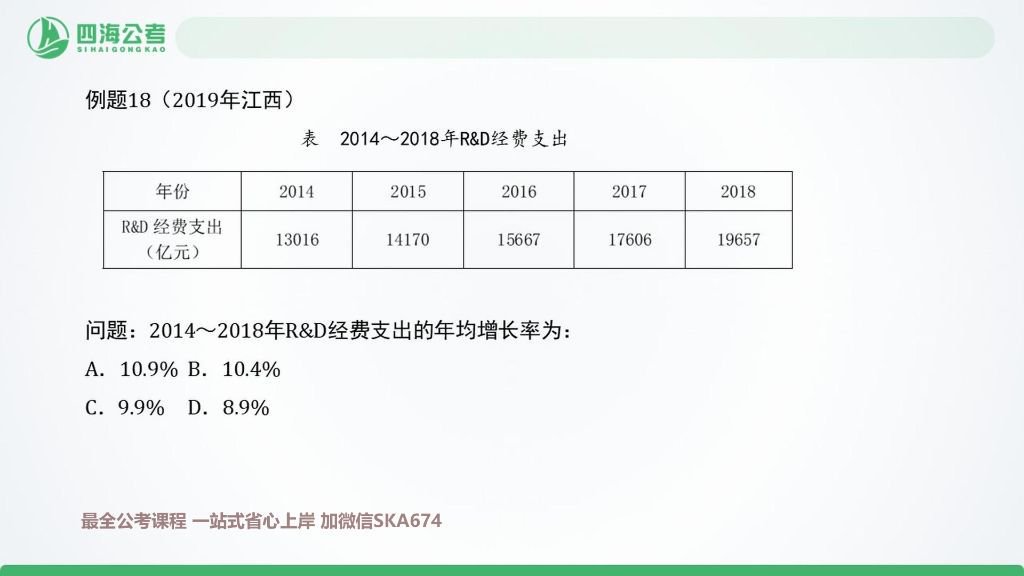 四海公考
SIHAIGONGKAO
例题18（2019年江西）
表 2014～2018年R&D经费支出
年份 2014 2015 2016 2017 2018
R&D 经费支出
（亿元） 13016 14170 15667 17606 19657
问题：2014～2018年R&D经费支出的年均增长率为：
A．10.9% B．10.4%
C．9.9% D．8.9%
最全公考课程 一站式省心上岸 加微信SKA674